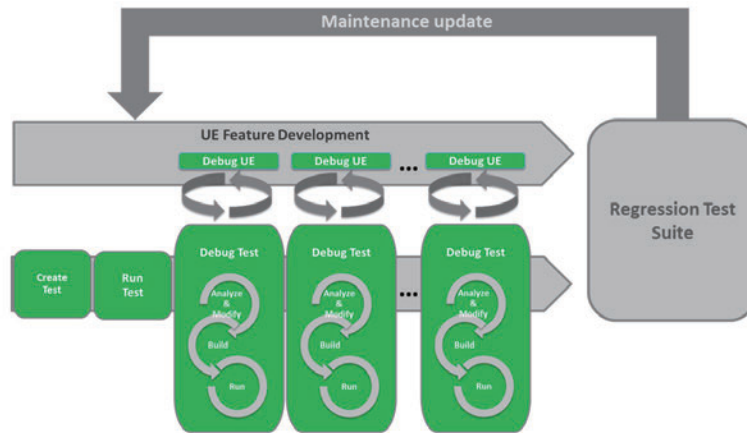 Maintenance update
UE Feature Development
Debug UE
Debug UE
...
Debug UE
Regression Test
Suite
Create
Test
Run
Test
Debug Test
Analyze
&
Modify
Build
Run
Debug Test
Analyze
&
Modify
Build
Run
...
Debug Test
Analyze
&
Modify
Build
Run